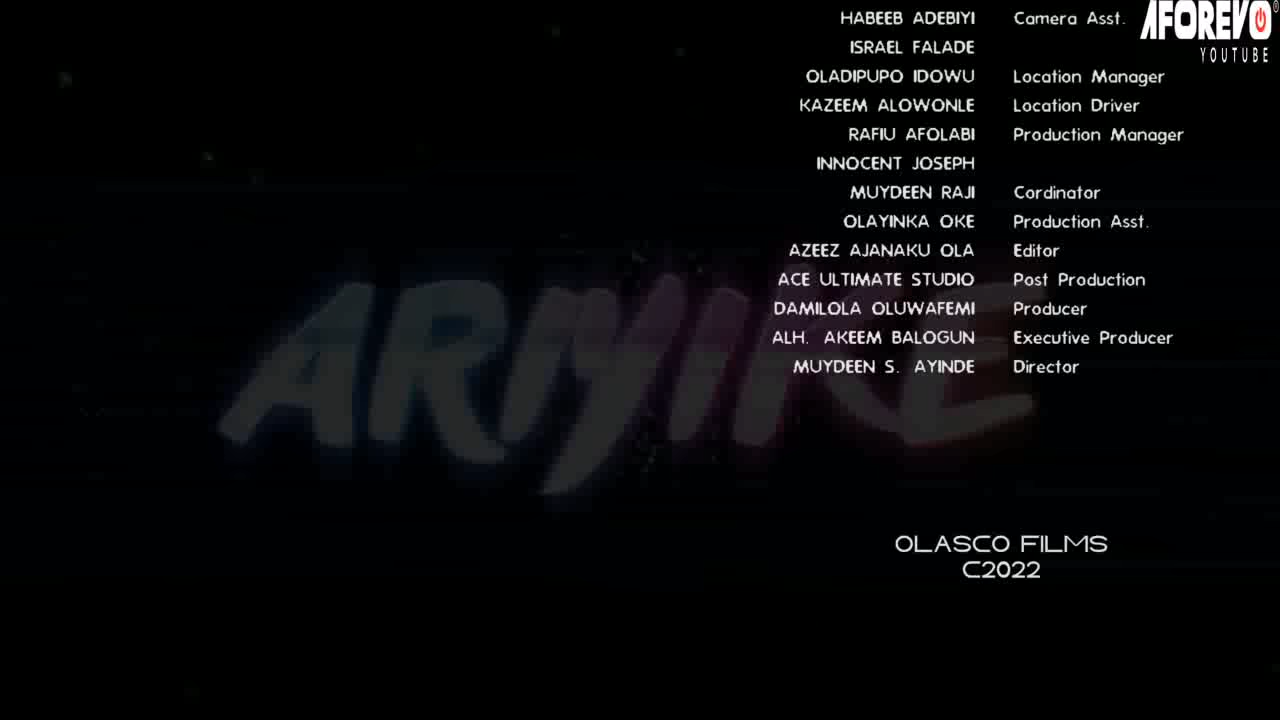 HABEEB ADEBIYI Camera Asst.
ISRAEL FALADE
OLADIPUPO IDOWU Location Manager
KAZEEM ALOWONLE Location Driver
RAFIU AFOLABI Production Manager
INNOCENT JOSEPH
MUYDEEN RAJI Cordinator
OLAYINKA OKE Production Asst.
AZEEZ AJANAKU OLA Editor
ACE ULTIMATE STUDIO Post Production
DAMILOLA OLUWAFEMI Producer
ALH. AKEEM BALOGUN Executive Producer
MUYDEEN S. AYINDE Director
AFOREVO®
YOUTUBE
ARIYIKE
OLASCO FILMS
C2022